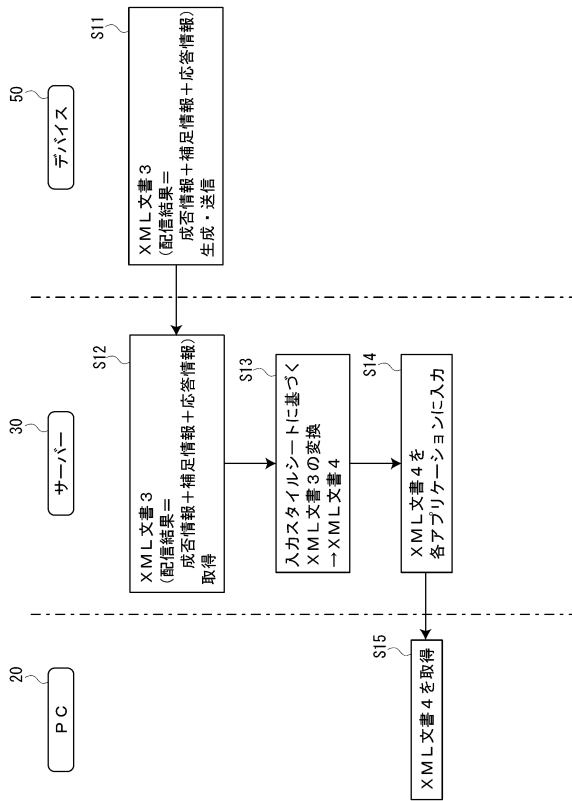 20
PC
30
サーバー
50
デバイス
S11
XML文書3
(配信結果=
成否情報+補足情報+応答情報)
生成・送信
S12
XML文書3
(配信結果=
成否情報+補足情報+応答情報)
取得
S13
入力スタイルシートに基づく
XML文書3の変換
→XML文書4
S14
XML文書4を
各アプリケーションに入力
S15
XML文書4を取得